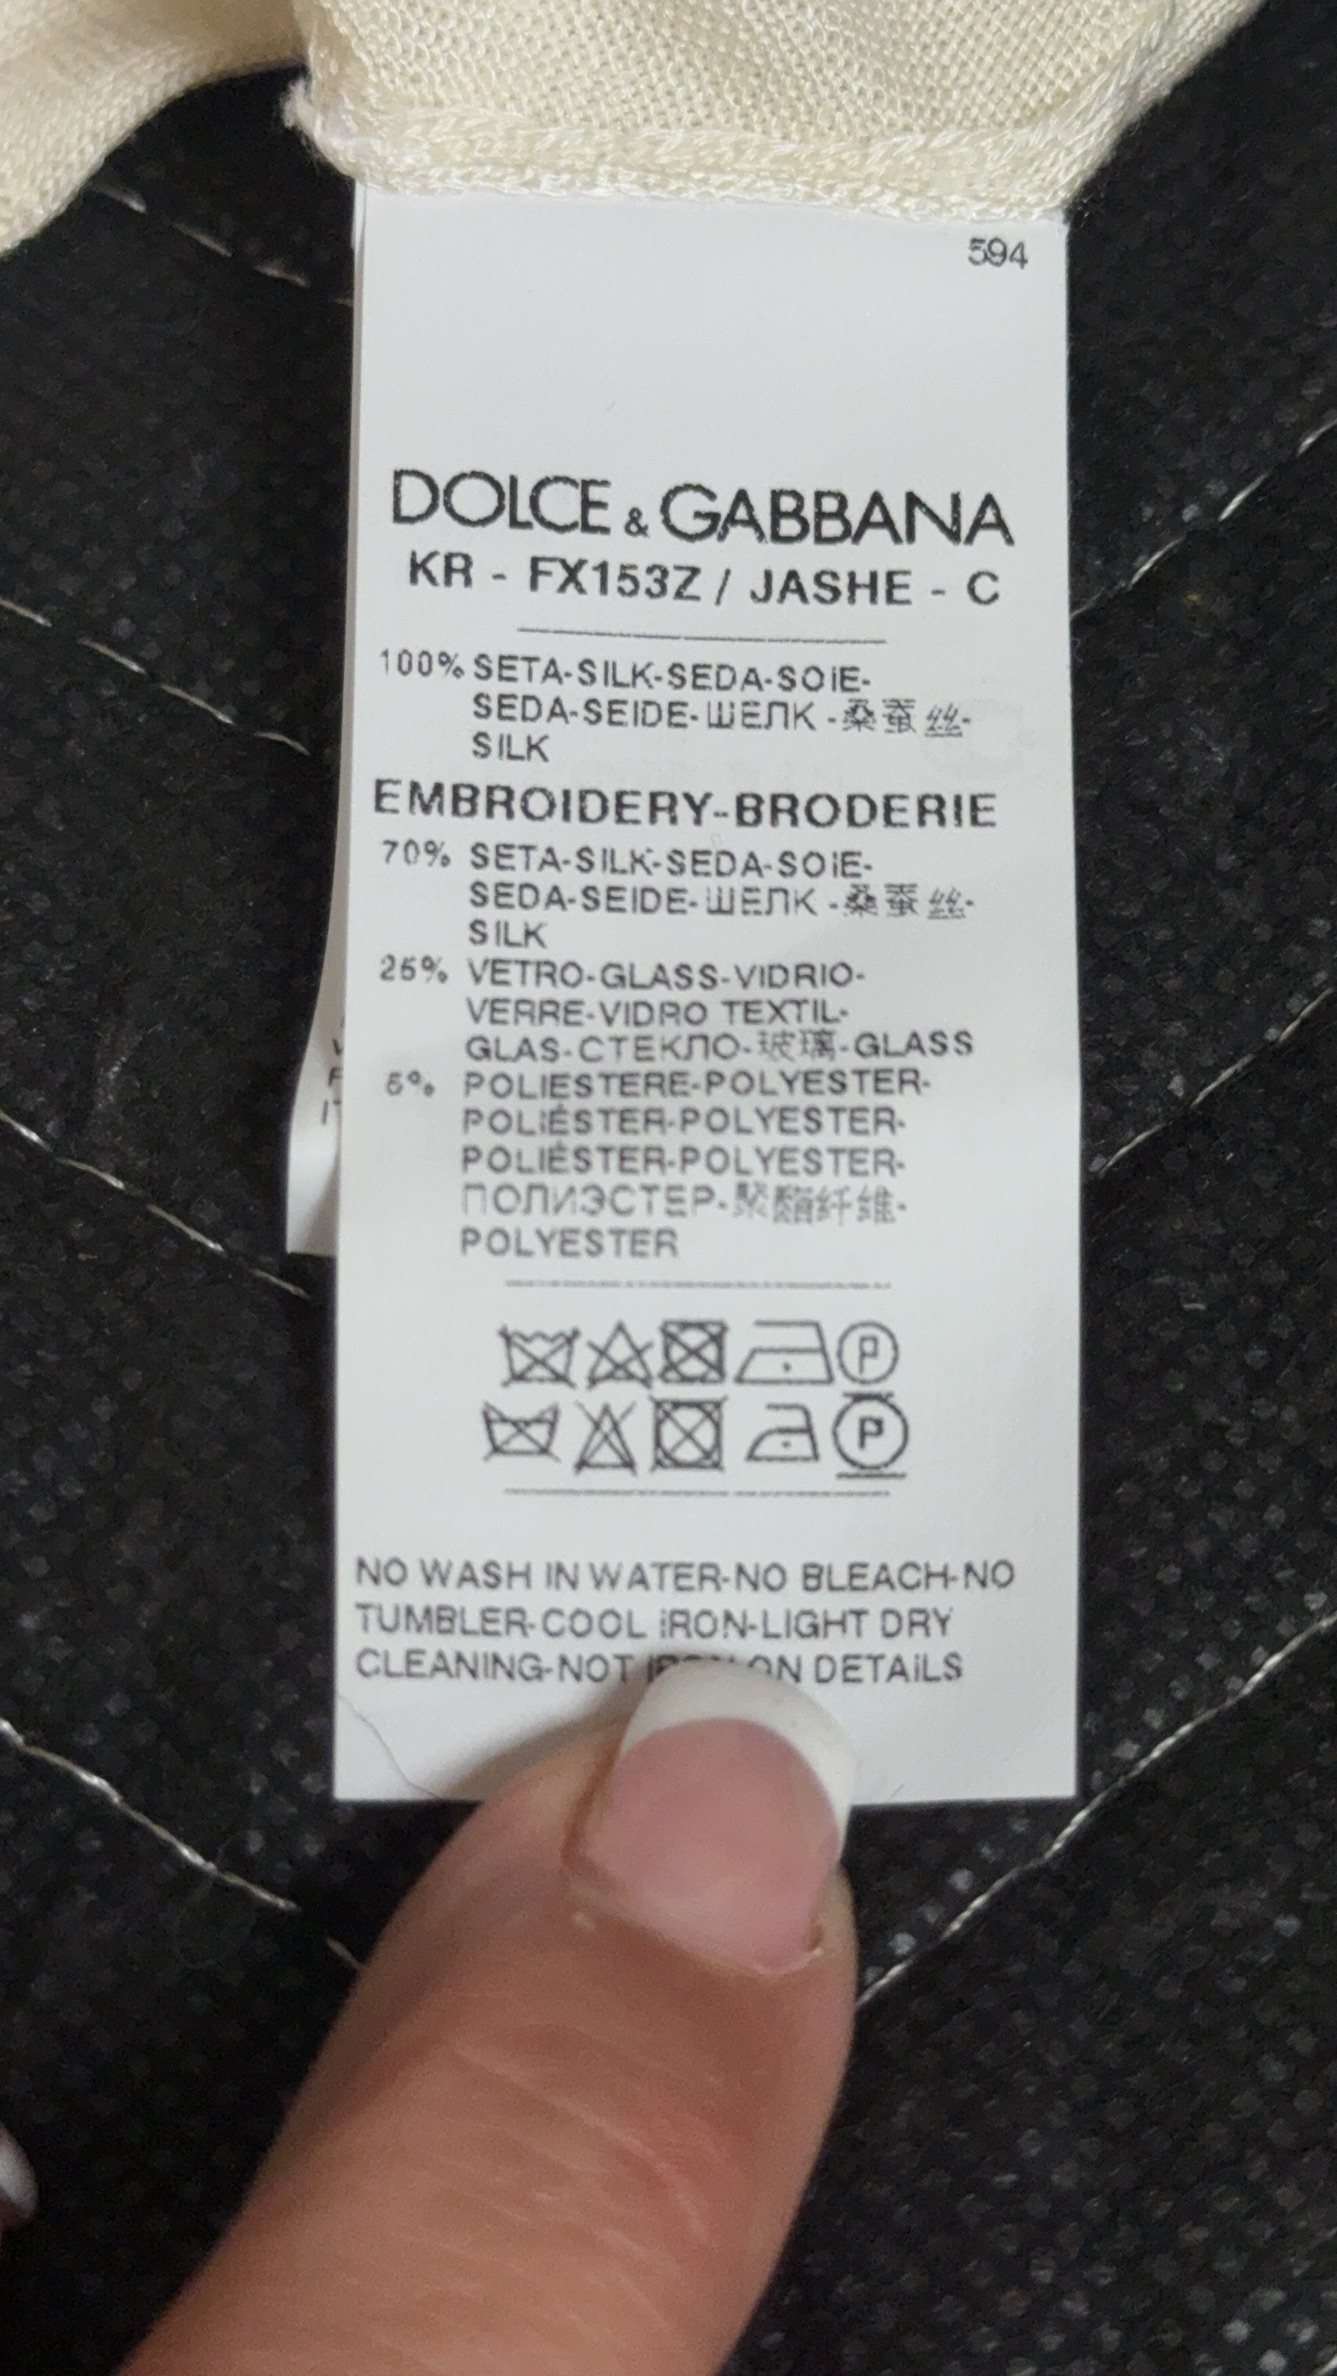 594
DOLCE & GABBANA
KR - FX153Z / JASHE - C
100% SETA-SILK-SEDA-SOIE-
SEDA-SEIDE-ШЕЛК-桑蚕丝-
SILK
EMBROIDERY-BRODERIE
70% SETA-SILK-SEDA-SOIE-
SEDA-SEIDE-ШЕЛК-桑蚕丝-
SILK
25% VETRO-GLASS-VIDRIO-
VERRE-VIDRO TEXTIL-
GLAS-СТЕКЛО-玻璃-GLASS
5% POLIESTERE-POLYESTER-
POLIÉSTER-POLYESTER-
POLIÉSTER-POLYESTER-
ПОЛИЭСТЕР-聚酯纤维-
POLYESTER
P
P
NO WASH IN WATER-NO BLEACH-NO
TUMBLER-COOL IRON-LIGHT DRY
CLEANING-NOT IRON ON DETAILS